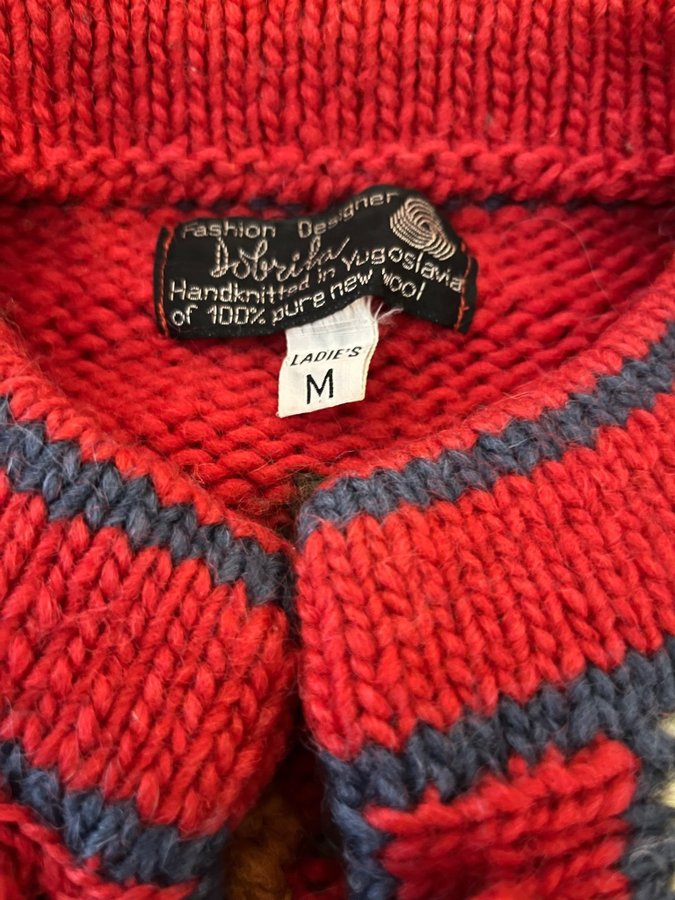 Fashion Designer
Dobrila
Handknitted in Yugoslavia
of 100% pure new wool
LADIE'S
M